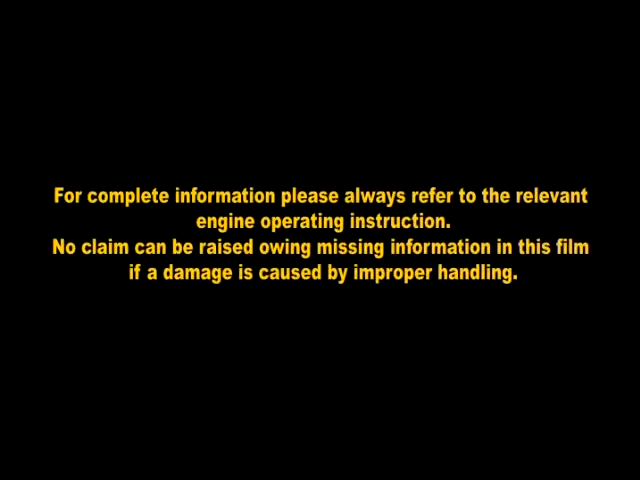 For complete information please always refer to the relevant
engine operating instruction.
No claim can be raised owing missing information in this film
if a damage is caused by improper handling.